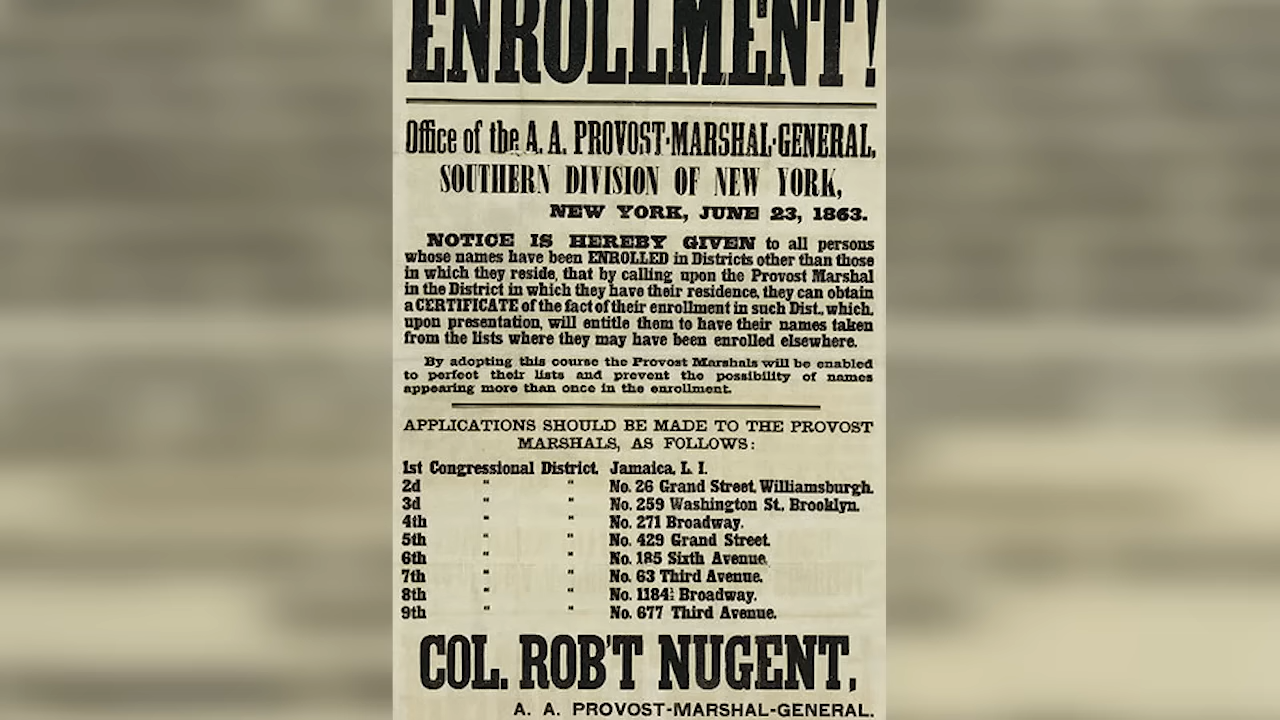 ENROLLMENT!
Office of the A. A. PROVOST-MARSHAL-GENERAL,
SOUTHERN DIVISION OF NEW YORK,
NEW YORK, JUNE 23, 1863.
NOTICE IS HEREBY GIVEN to all persons
whose names have been ENROLLED in Districts other than those
in which they reside, that by calling upon the Provost Marshal
in the District in which they have their residence, they can obtain
a CERTIFICATE of the fact of their enrollment in such Dist., which,
upon presentation, will entitle them to have their names taken
from the lists where they may have been enrolled elsewhere.
By adopting this course the Provost Marshals will be enabled
to perfect their lists and prevent the possibility of names
appearing more than once in the enrollment.
APPLICATIONS SHOULD BE MADE TO THE PROVOST
MARSHALS, AS FOLLOWS:
1st Congressional District, Jamaica, L. I.
2d " " No. 26 Grand Street, Williamsburgh.
3d " " No. 259 Washington St., Brooklyn.
4th " " No. 271 Broadway.
5th " " No. 429 Grand Street.
6th " " No. 185 Sixth Avenue.
7th " " No. 63 Third Avenue.
8th " " No. 1184½ Broadway.
9th " " No. 677 Third Avenue.
COL. ROB'T NUGENT,
A. A. PROVOST-MARSHAL-GENERAL.